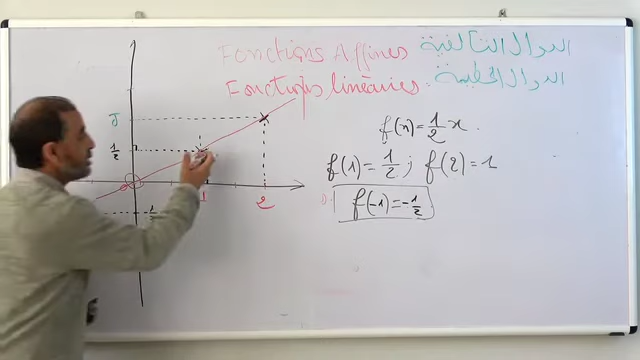 Fonctions Affines الدوال التآلفية
Fonctions linéaires الدوال الخطية
f(x) = 1/2 x.
f(1) = 1/2 ; f(2) = 1
f(-1) = -1/2
J
1/2
1
2